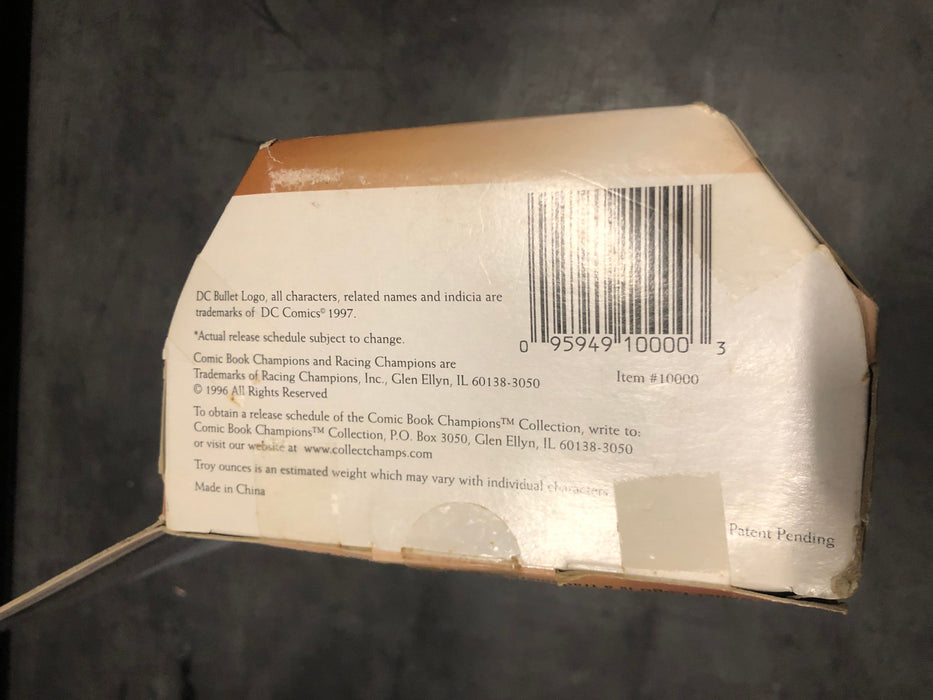 DC Bullet Logo, all characters, related names and indicia are
trademarks of DC Comics© 1997.
*Actual release schedule subject to change.
Comic Book Champions and Racing Champions are
Trademarks of Racing Champions, Inc., Glen Ellyn, IL 60138-3050
© 1996 All Rights Reserved
To obtain a release schedule of the Comic Book Champions™ Collection, write to:
Comic Book Champions™ Collection, P.O. Box 3050, Glen Ellyn, IL 60138-3050
or visit our website at www.collectchamps.com
Troy ounces is an estimated weight which may vary with individual characters
Made in China
0 95949 10000 3
Item #10000
Patent Pending